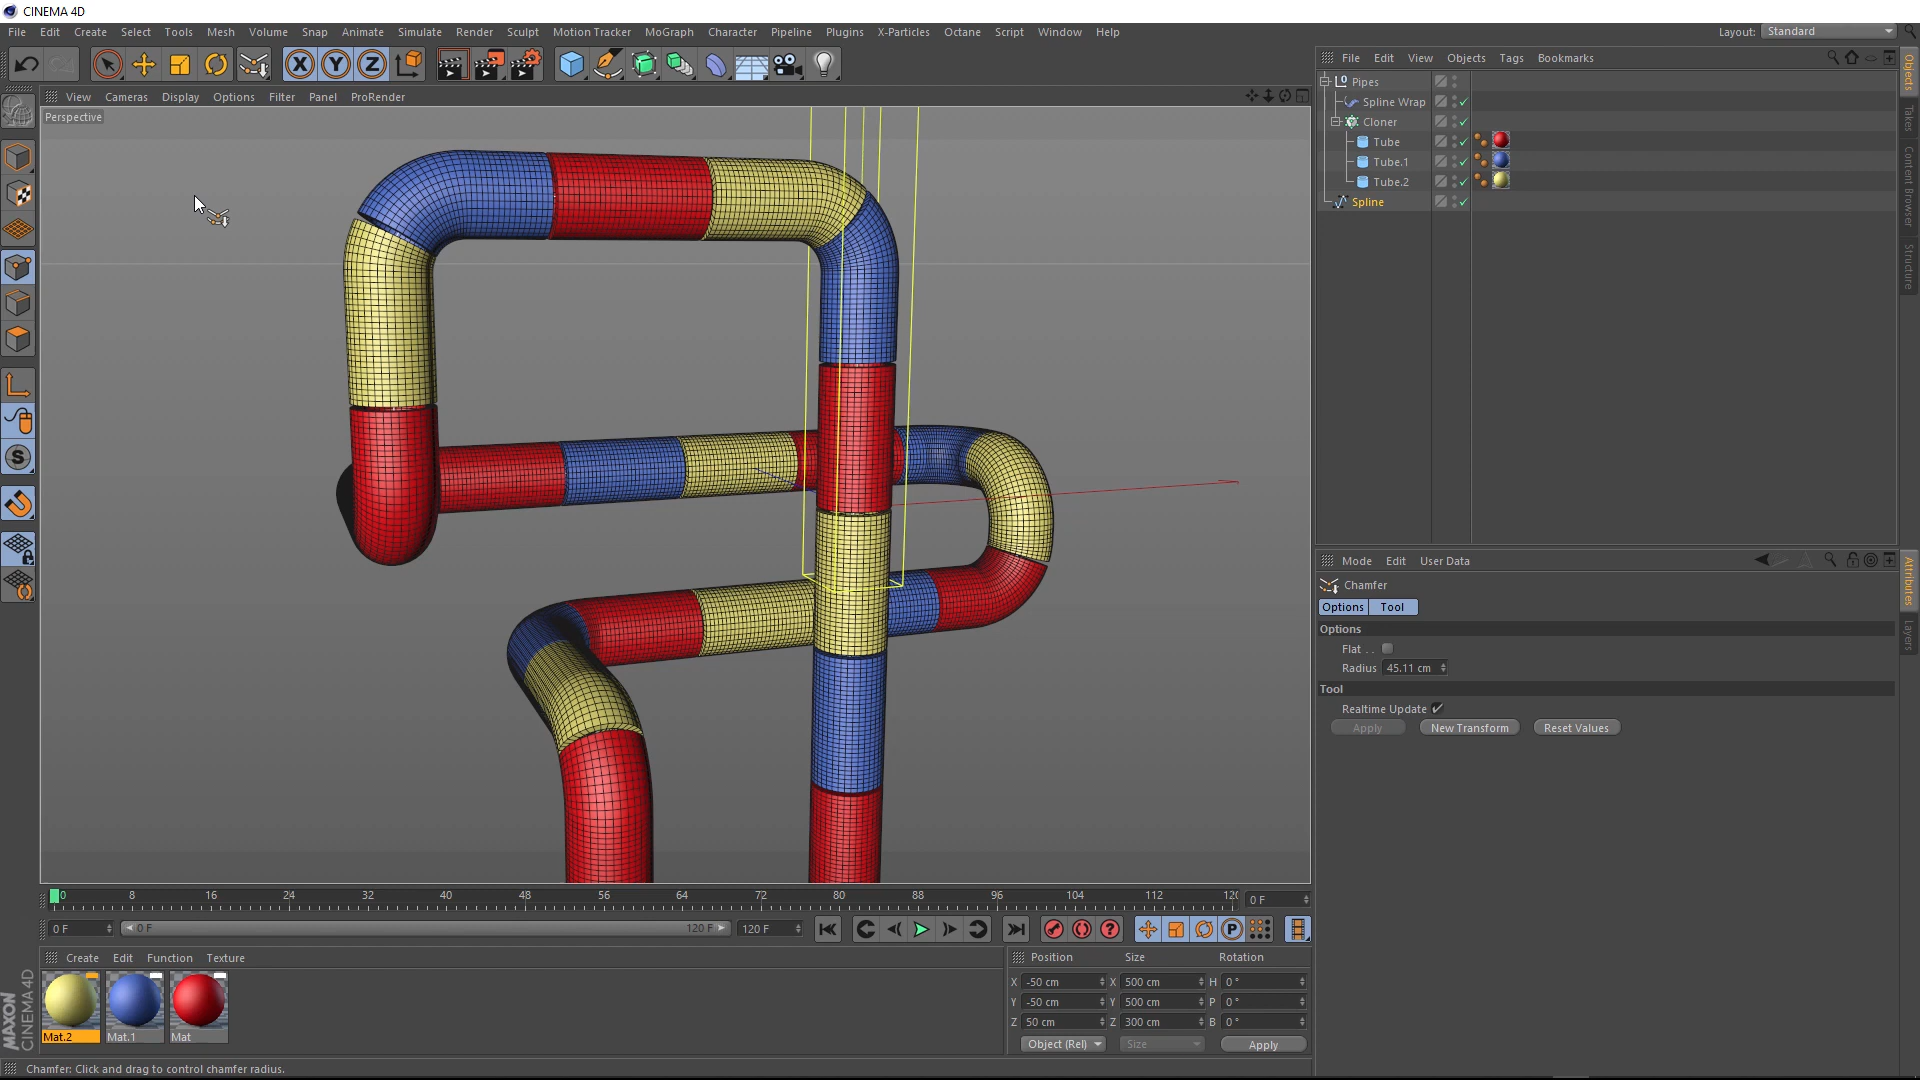 CINEMA 4D
File Edit Create Select Tools Mesh Volume Snap Animate Simulate Render Sculpt Motion Tracker MoGraph Character Pipeline Plugins X-Particles Octane Script Window Help
Layout: Standard
X Y Z
File Edit View Objects Tags Bookmarks
View Cameras Display Options Filter Panel ProRender
Perspective
Pipes
Spline Wrap
Cloner
Tube
Tube.1
Tube.2
Spline
Objects
Takes
Content Browser
Structure
Mode Edit User Data
Chamfer
Options Tool
Options
Flat . .
Radius 45.11 cm
Tool
Realtime Update
Apply New Transform Reset Values
Attributes
Layers
S
0 8 16 24 32 40 48 56 64 72 80 88 96 104 112 120
0 F
0 F 0 F 120 F 120 F
P
Create Edit Function Texture
Mat.2 Mat.1 Mat
Position Size Rotation
X -50 cm X 500 cm H 0 °
Y -50 cm Y 500 cm P 0 °
Z 50 cm Z 300 cm B 0 °
Object (Rel) Size Apply
MAXON
CINEMA 4D
Chamfer: Click and drag to control chamfer radius.